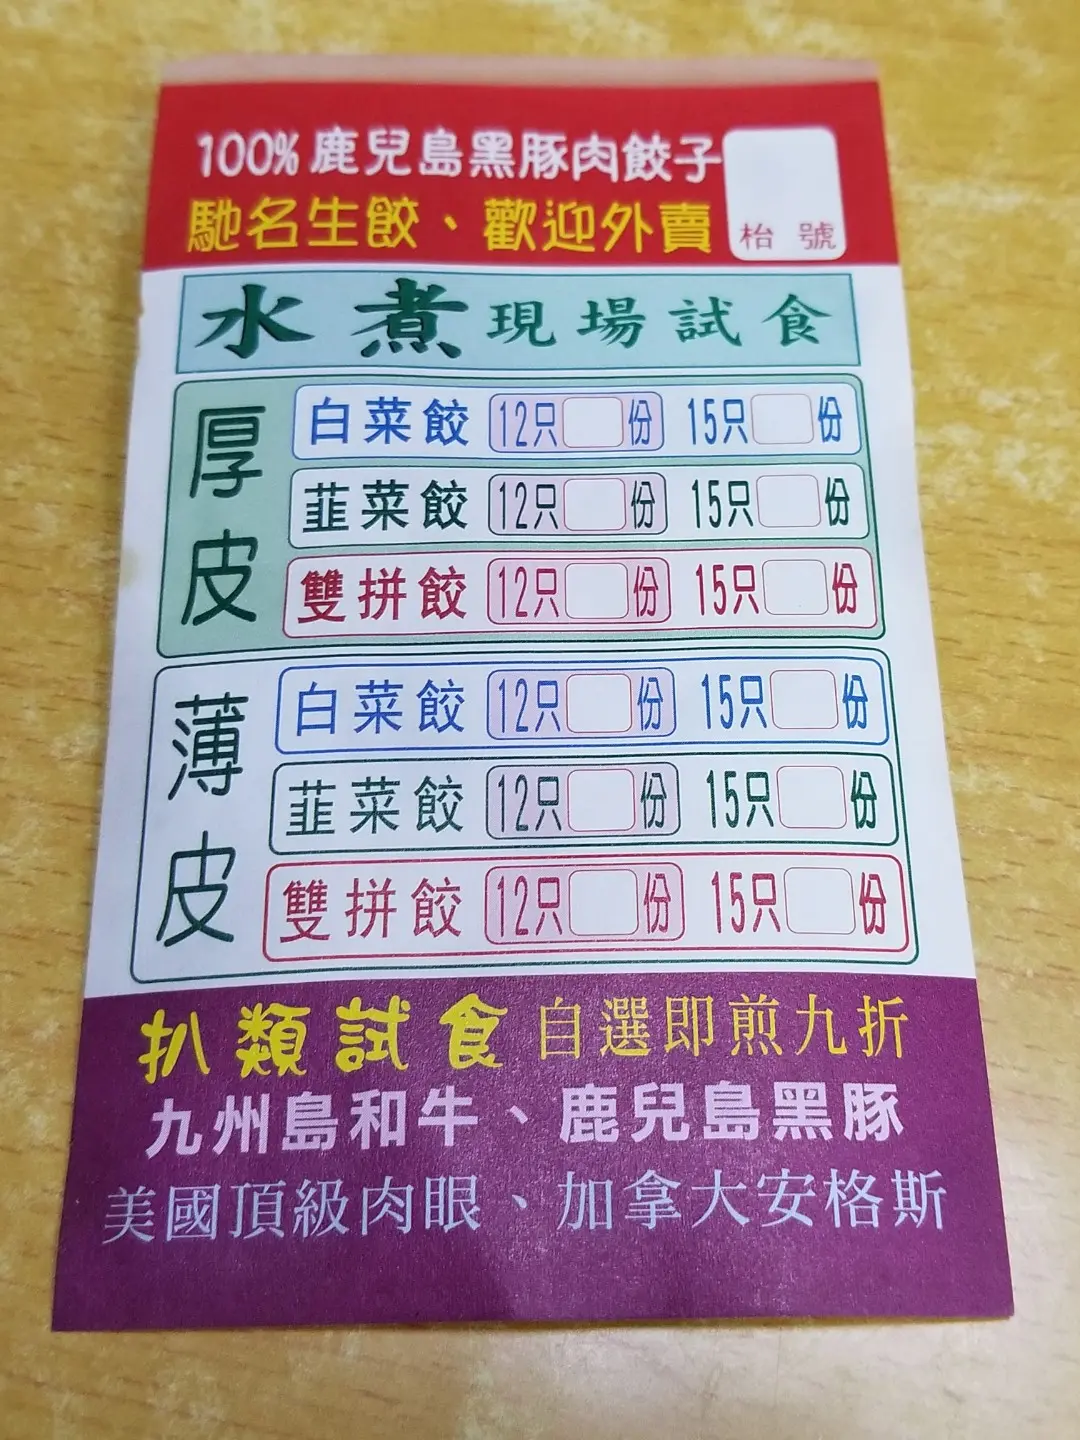 100%鹿兒島黑豚肉餃子
馳名生餃、歡迎外賣
枱號
水煮現場試食
厚皮
白菜餃 12只 份 15只 份
韮菜餃 12只 份 15只 份
雙拼餃 12只 份 15只 份
薄皮
白菜餃 12只 份 15只 份
韮菜餃 12只 份 15只 份
雙拼餃 12只 份 15只 份
扒類試食 自選即煎九折
九州島和牛、鹿兒島黑豚
美國頂級肉眼、加拿大安格斯